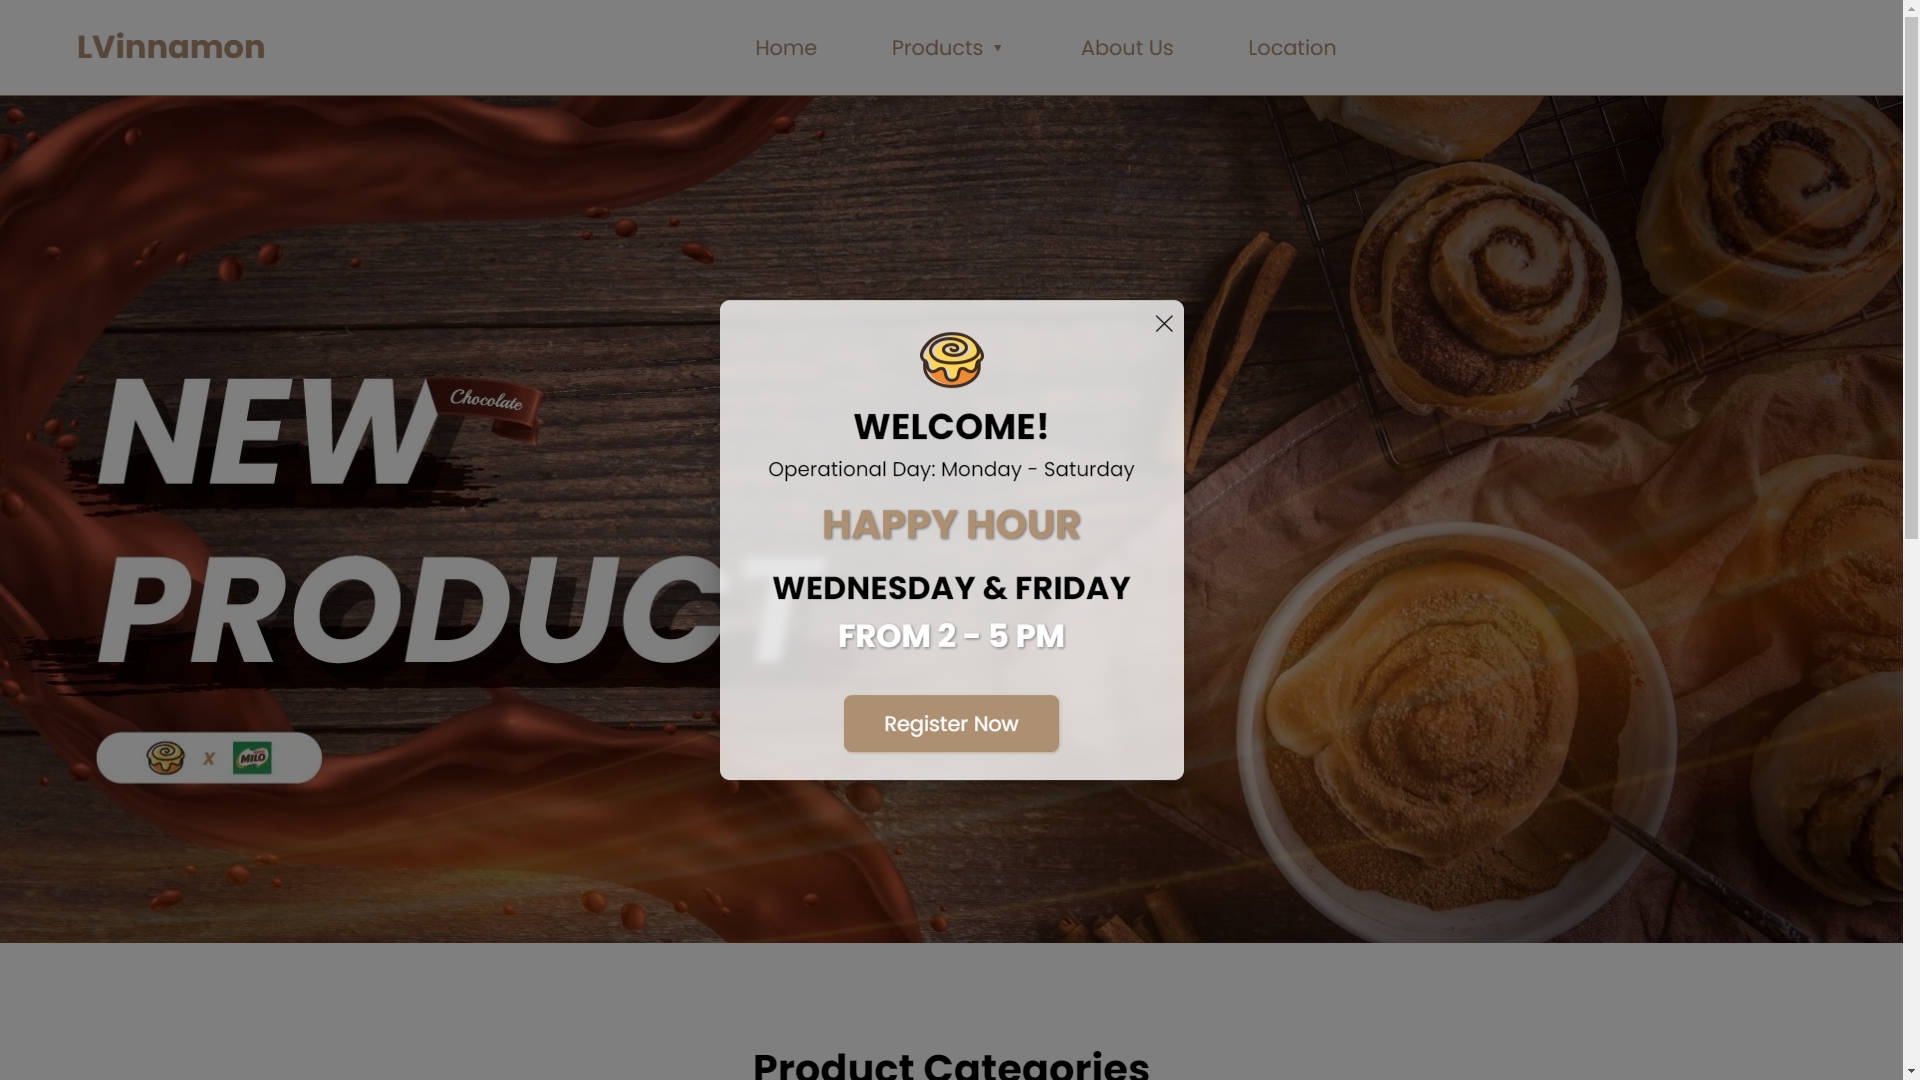 LVinnamon
Home
Products ▼
About Us
Location
NEW
Chocolate
PRODUCT
X
MILO
WELCOME!
Operational Day: Monday - Saturday
HAPPY HOUR
WEDNESDAY & FRIDAY
FROM 2 - 5 PM
Register Now
Product Categories